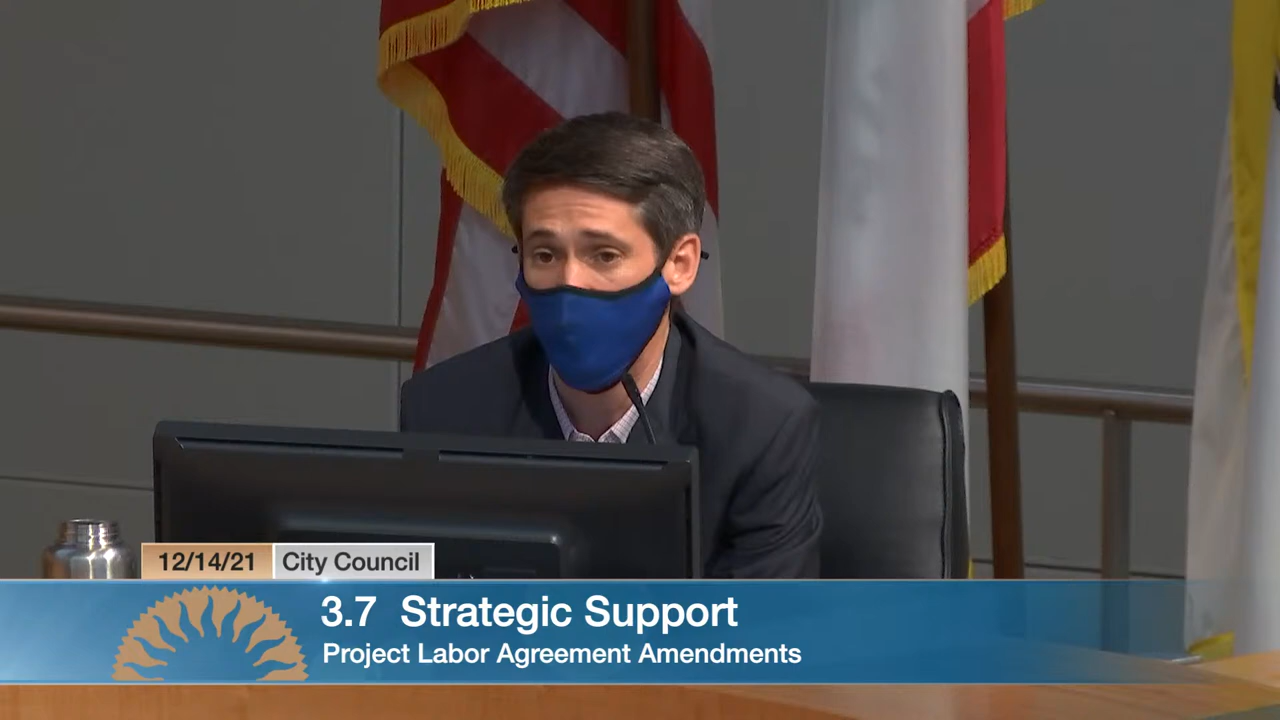 12/14/21 City Council
3.7 Strategic Support
Project Labor Agreement Amendments